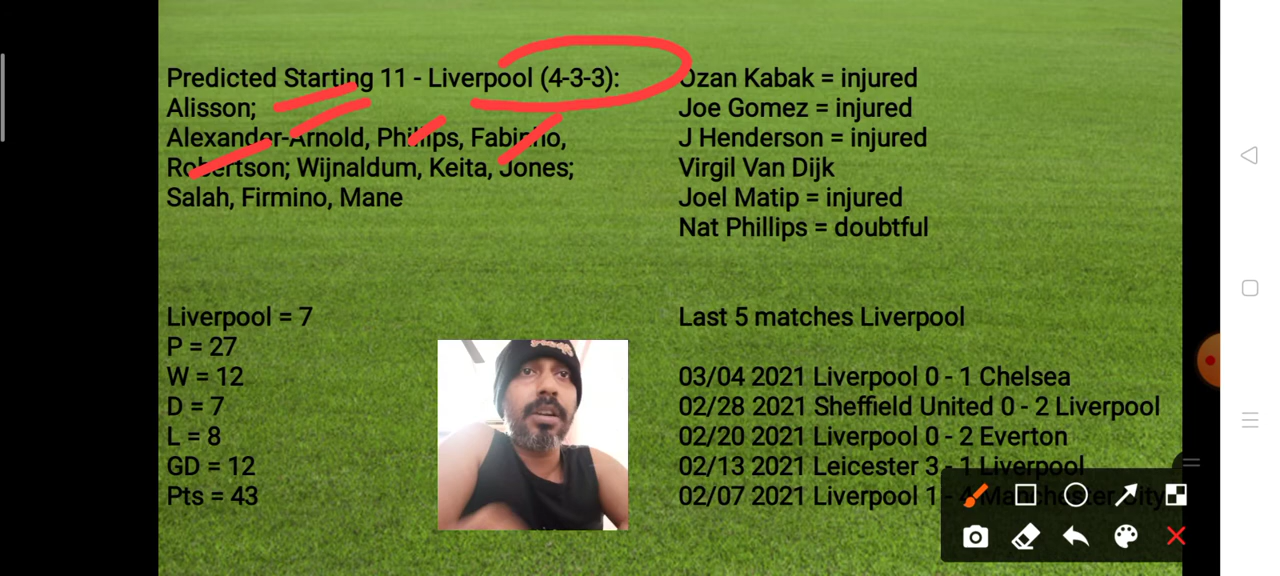 Predicted Starting 11 - Liverpool (4-3-3):
Alisson;
Alexander-Arnold, Phillips, Fabinho,
Robertson; Wijnaldum, Keita, Jones;
Salah, Firmino, Mane
Ozan Kabak = injured
Joe Gomez = injured
J Henderson = injured
Virgil Van Dijk
Joel Matip = injured
Nat Phillips = doubtful
Liverpool = 7
P = 27
W = 12
D = 7
L = 8
GD = 12
Pts = 43
Last 5 matches Liverpool
03/04 2021 Liverpool 0 - 1 Chelsea
02/28 2021 Sheffield United 0 - 2 Liverpool
02/20 2021 Liverpool 0 - 2 Everton
02/13 2021 Leicester 3 - 1 Liverpool
02/07 2021 Liverpool 1 - 4 Manchester City